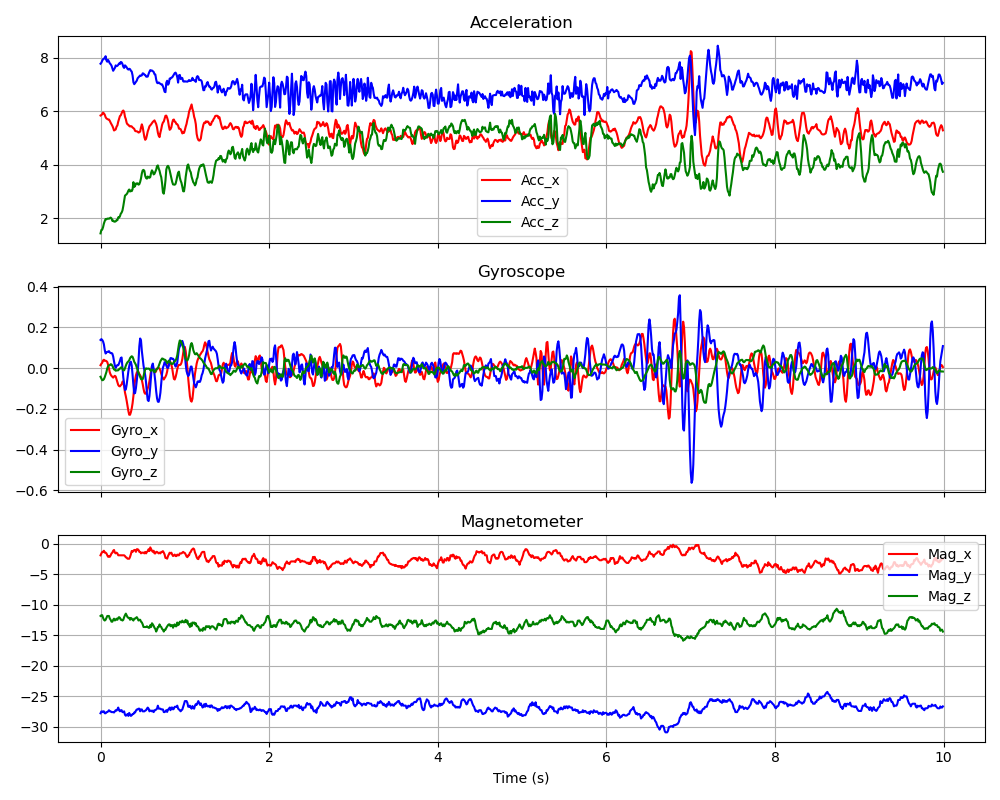 Acceleration
8
6
4
2
Acc_x
Acc_y
Acc_z
Gyroscope
0.4
0.2
0.0
−0.2
−0.4
−0.6
Gyro_x
Gyro_y
Gyro_z
Magnetometer
0
−5
−10
−15
−20
−25
−30
Mag_x
Mag_y
Mag_z
0 2 4 6 8 10
Time (s)